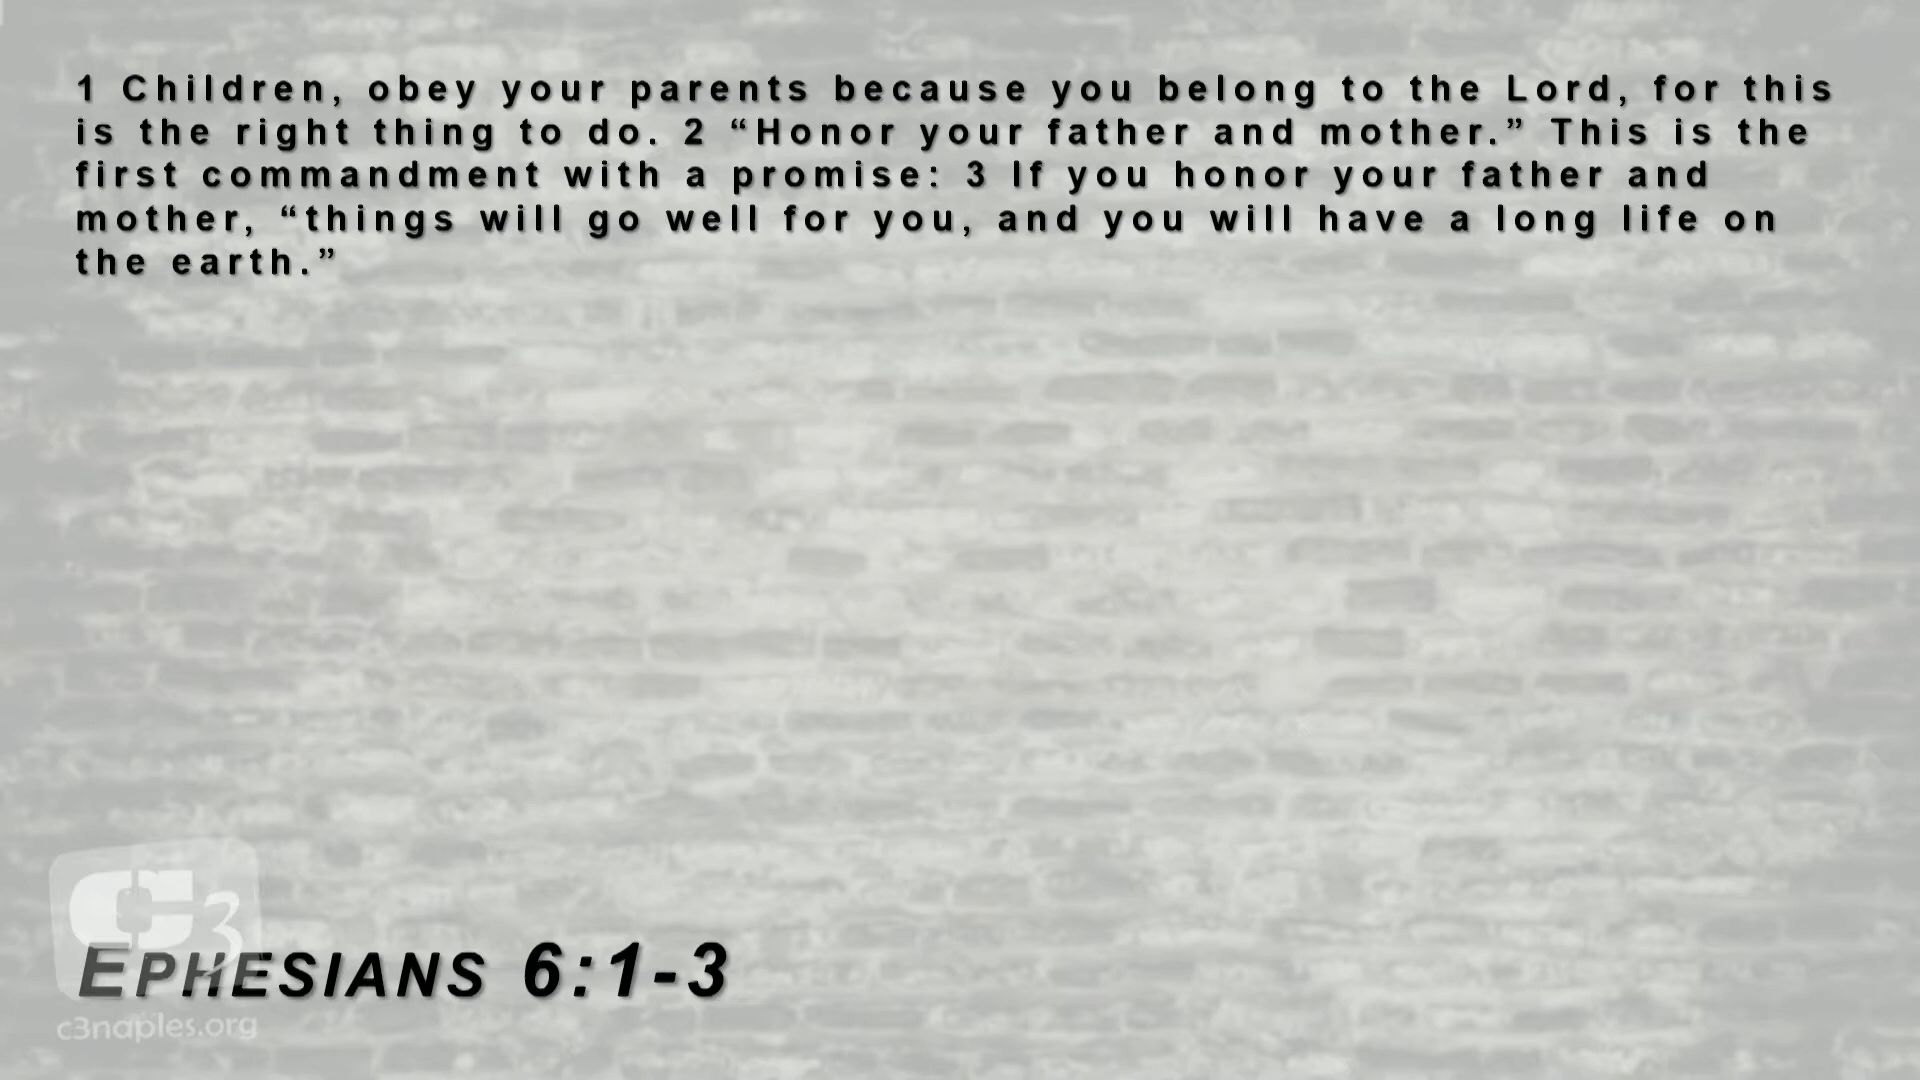 1 Children, obey your parents because you belong to the Lord, for this
is the right thing to do. 2 “Honor your father and mother.” This is the
first commandment with a promise: 3 If you honor your father and
mother, “things will go well for you, and you will have a long life on
the earth.”
C3
Ephesians 6:1-3
c3naples.org